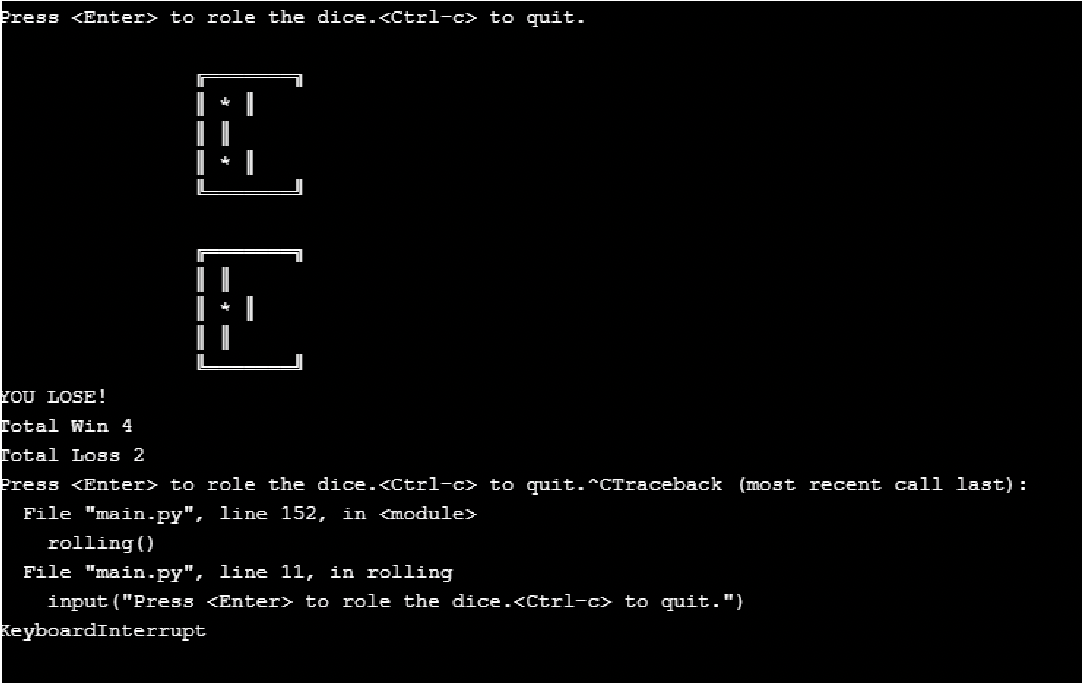 Press <Enter> to role the dice.<Ctrl-c> to quit.
╔════════╗
║ * ║
║ ║
║ * ║
╚════════╝
╔════════╗
║ ║
║ * ║
║ ║
╚════════╝
YOU LOSE!
Total Win 4
Total Loss 2
Press <Enter> to role the dice.<Ctrl-c> to quit.^CTraceback (most recent call last):
  File "main.py", line 152, in <module>
    rolling()
  File "main.py", line 11, in rolling
    input("Press <Enter> to role the dice.<Ctrl-c> to quit.")
KeyboardInterrupt